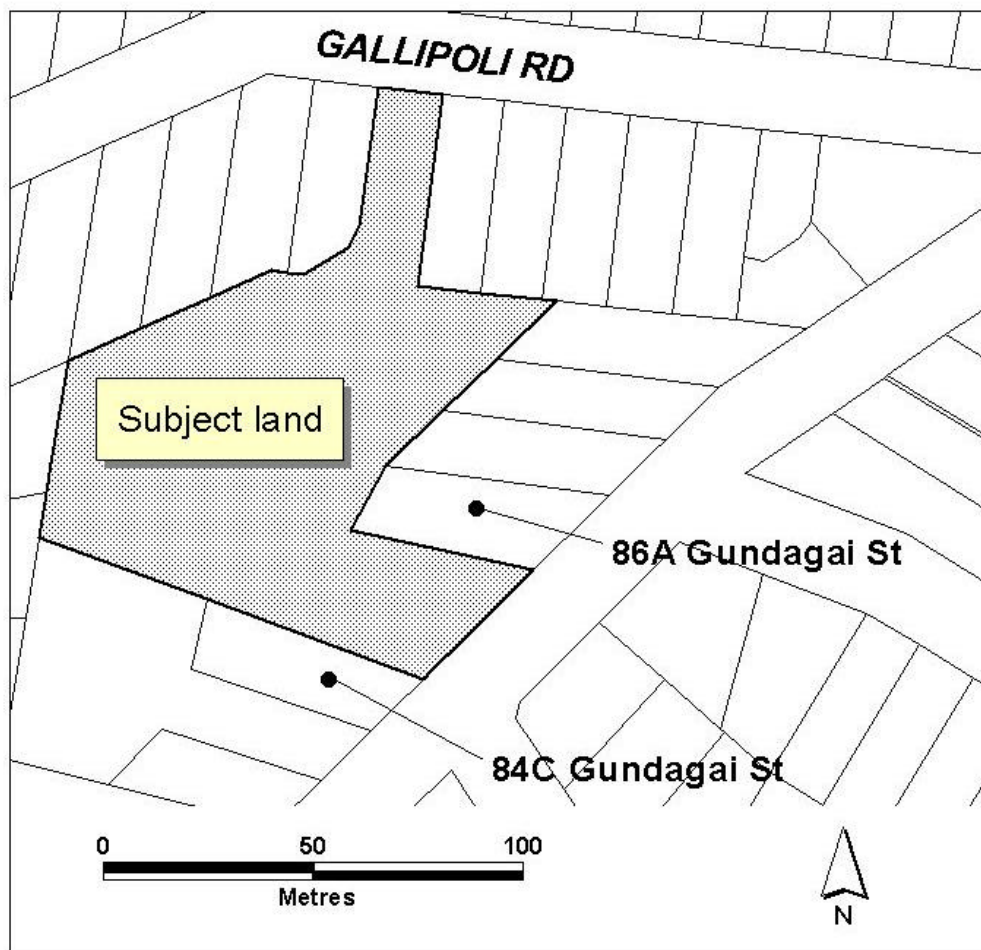 GALLIPOLI RD
Subject land
86A Gundagai St
84C Gundagai St
0 50 100
Metres
N